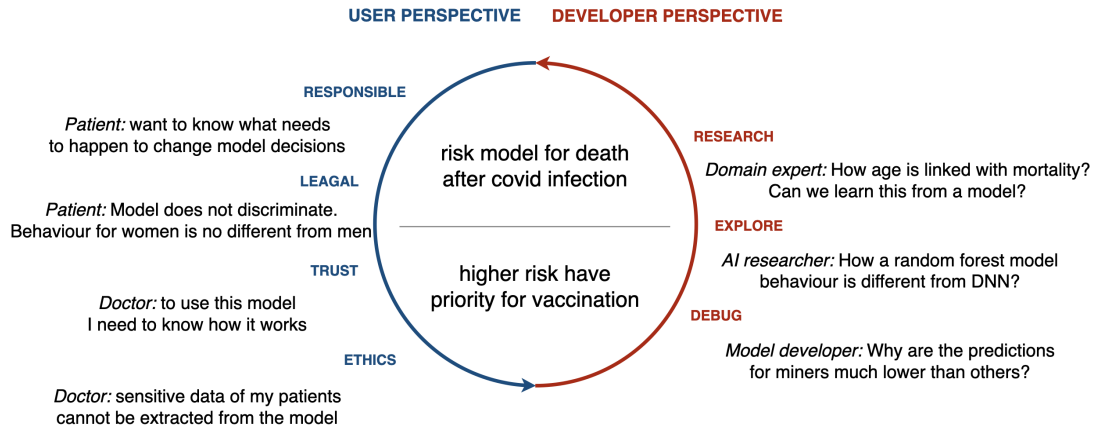 USER PERSPECTIVE
DEVELOPER PERSPECTIVE
RESPONSIBLE
Patient: want to know what needs
to happen to change model decisions
LEAGAL
Patient: Model does not discriminate.
Behaviour for women is no different from men
TRUST
Doctor: to use this model
I need to know how it works
ETHICS
Doctor: sensitive data of my patients
cannot be extracted from the model
risk model for death
after covid infection
higher risk have
priority for vaccination
RESEARCH
Domain expert: How age is linked with mortality?
Can we learn this from a model?
EXPLORE
AI researcher: How a random forest model
behaviour is different from DNN?
DEBUG
Model developer: Why are the predictions
for miners much lower than others?